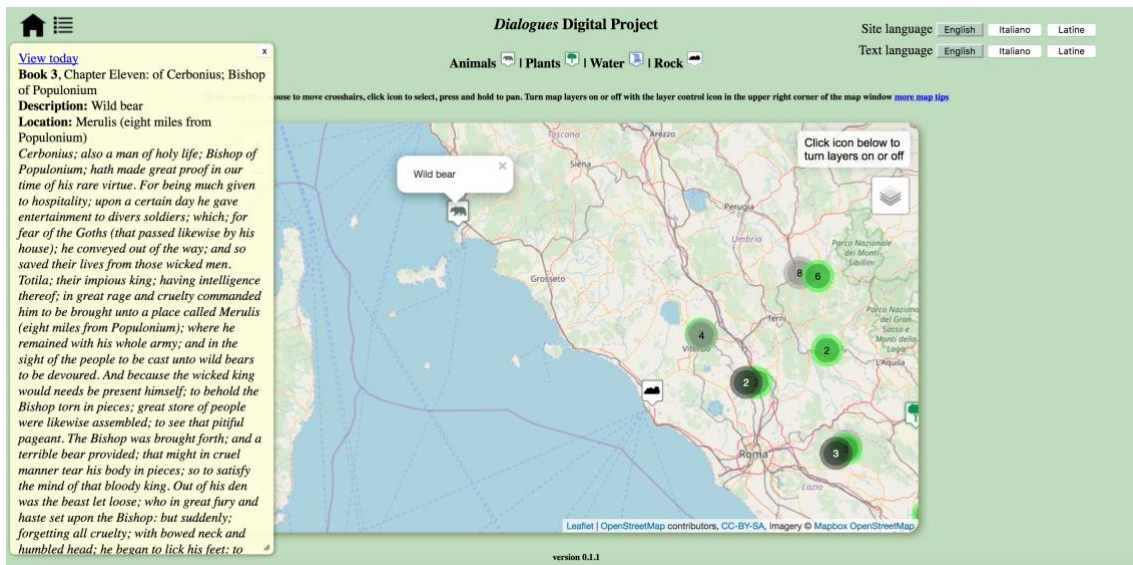 Dialogues Digital Project
Site language English Italiano Latine
Text language English Italiano Latine
Animals | Plants | Water | Rock
x
View today
Book 3, Chapter Eleven: of Cerbonius; Bishop
of Populonium
Description: Wild bear
Location: Merulis (eight miles from
Populonium)
Cerbonius; also a man of holy life; Bishop of
Populonium; hath made great proof in our
time of his rare virtue. For being much given
to hospitality; upon a certain day he gave
entertainment to divers soldiers; which; for
fear of the Goths (that passed likewise by his
house); he conveyed out of the way; and so
saved their lives from those wicked men.
Totila; their impious king; having intelligence
thereof; in great rage and cruelty commanded
him to be brought unto a place called Merulis
(eight miles from Populonium); where he
remained with his whole army; and in the
sight of the people to be cast unto wild bears
to be devoured. And because the wicked king
would needs be present himself; to behold the
Bishop torn in pieces; great store of people
were likewise assembled; to see that pitiful
pageant. The Bishop was brought forth; and a
terrible bear provided; that might in cruel
manner tear his body in pieces; so to satisfy
the mind of that bloody king. Out of his den
was the beast let loose; who in great fury and
haste set upon the Bishop: but suddenly;
forgetting all cruelty; with bowed neck and
humbled head; he began to lick his feet: to
to move crosshairs, click icon to select, press and hold to pan. Turn map layers on or off with the layer control icon in the upper right corner of the map window more map tips
Toscana
Arezzo
Click icon below to
turn layers on or off
Siena
Wild bear
×
Perugia
Umbria
Parco Nazionale
dei Monti
Sibillini
Grosseto
8
6
Terni
Parco Naziona
del Gran
Sasso e
Monti della
Laga
4
Viterbo
2
L'Aquila
2
Roma
3
Lazio
Leaflet | OpenStreetMap contributors, CC-BY-SA, Imagery © Mapbox OpenStreetMap
version 0.1.1